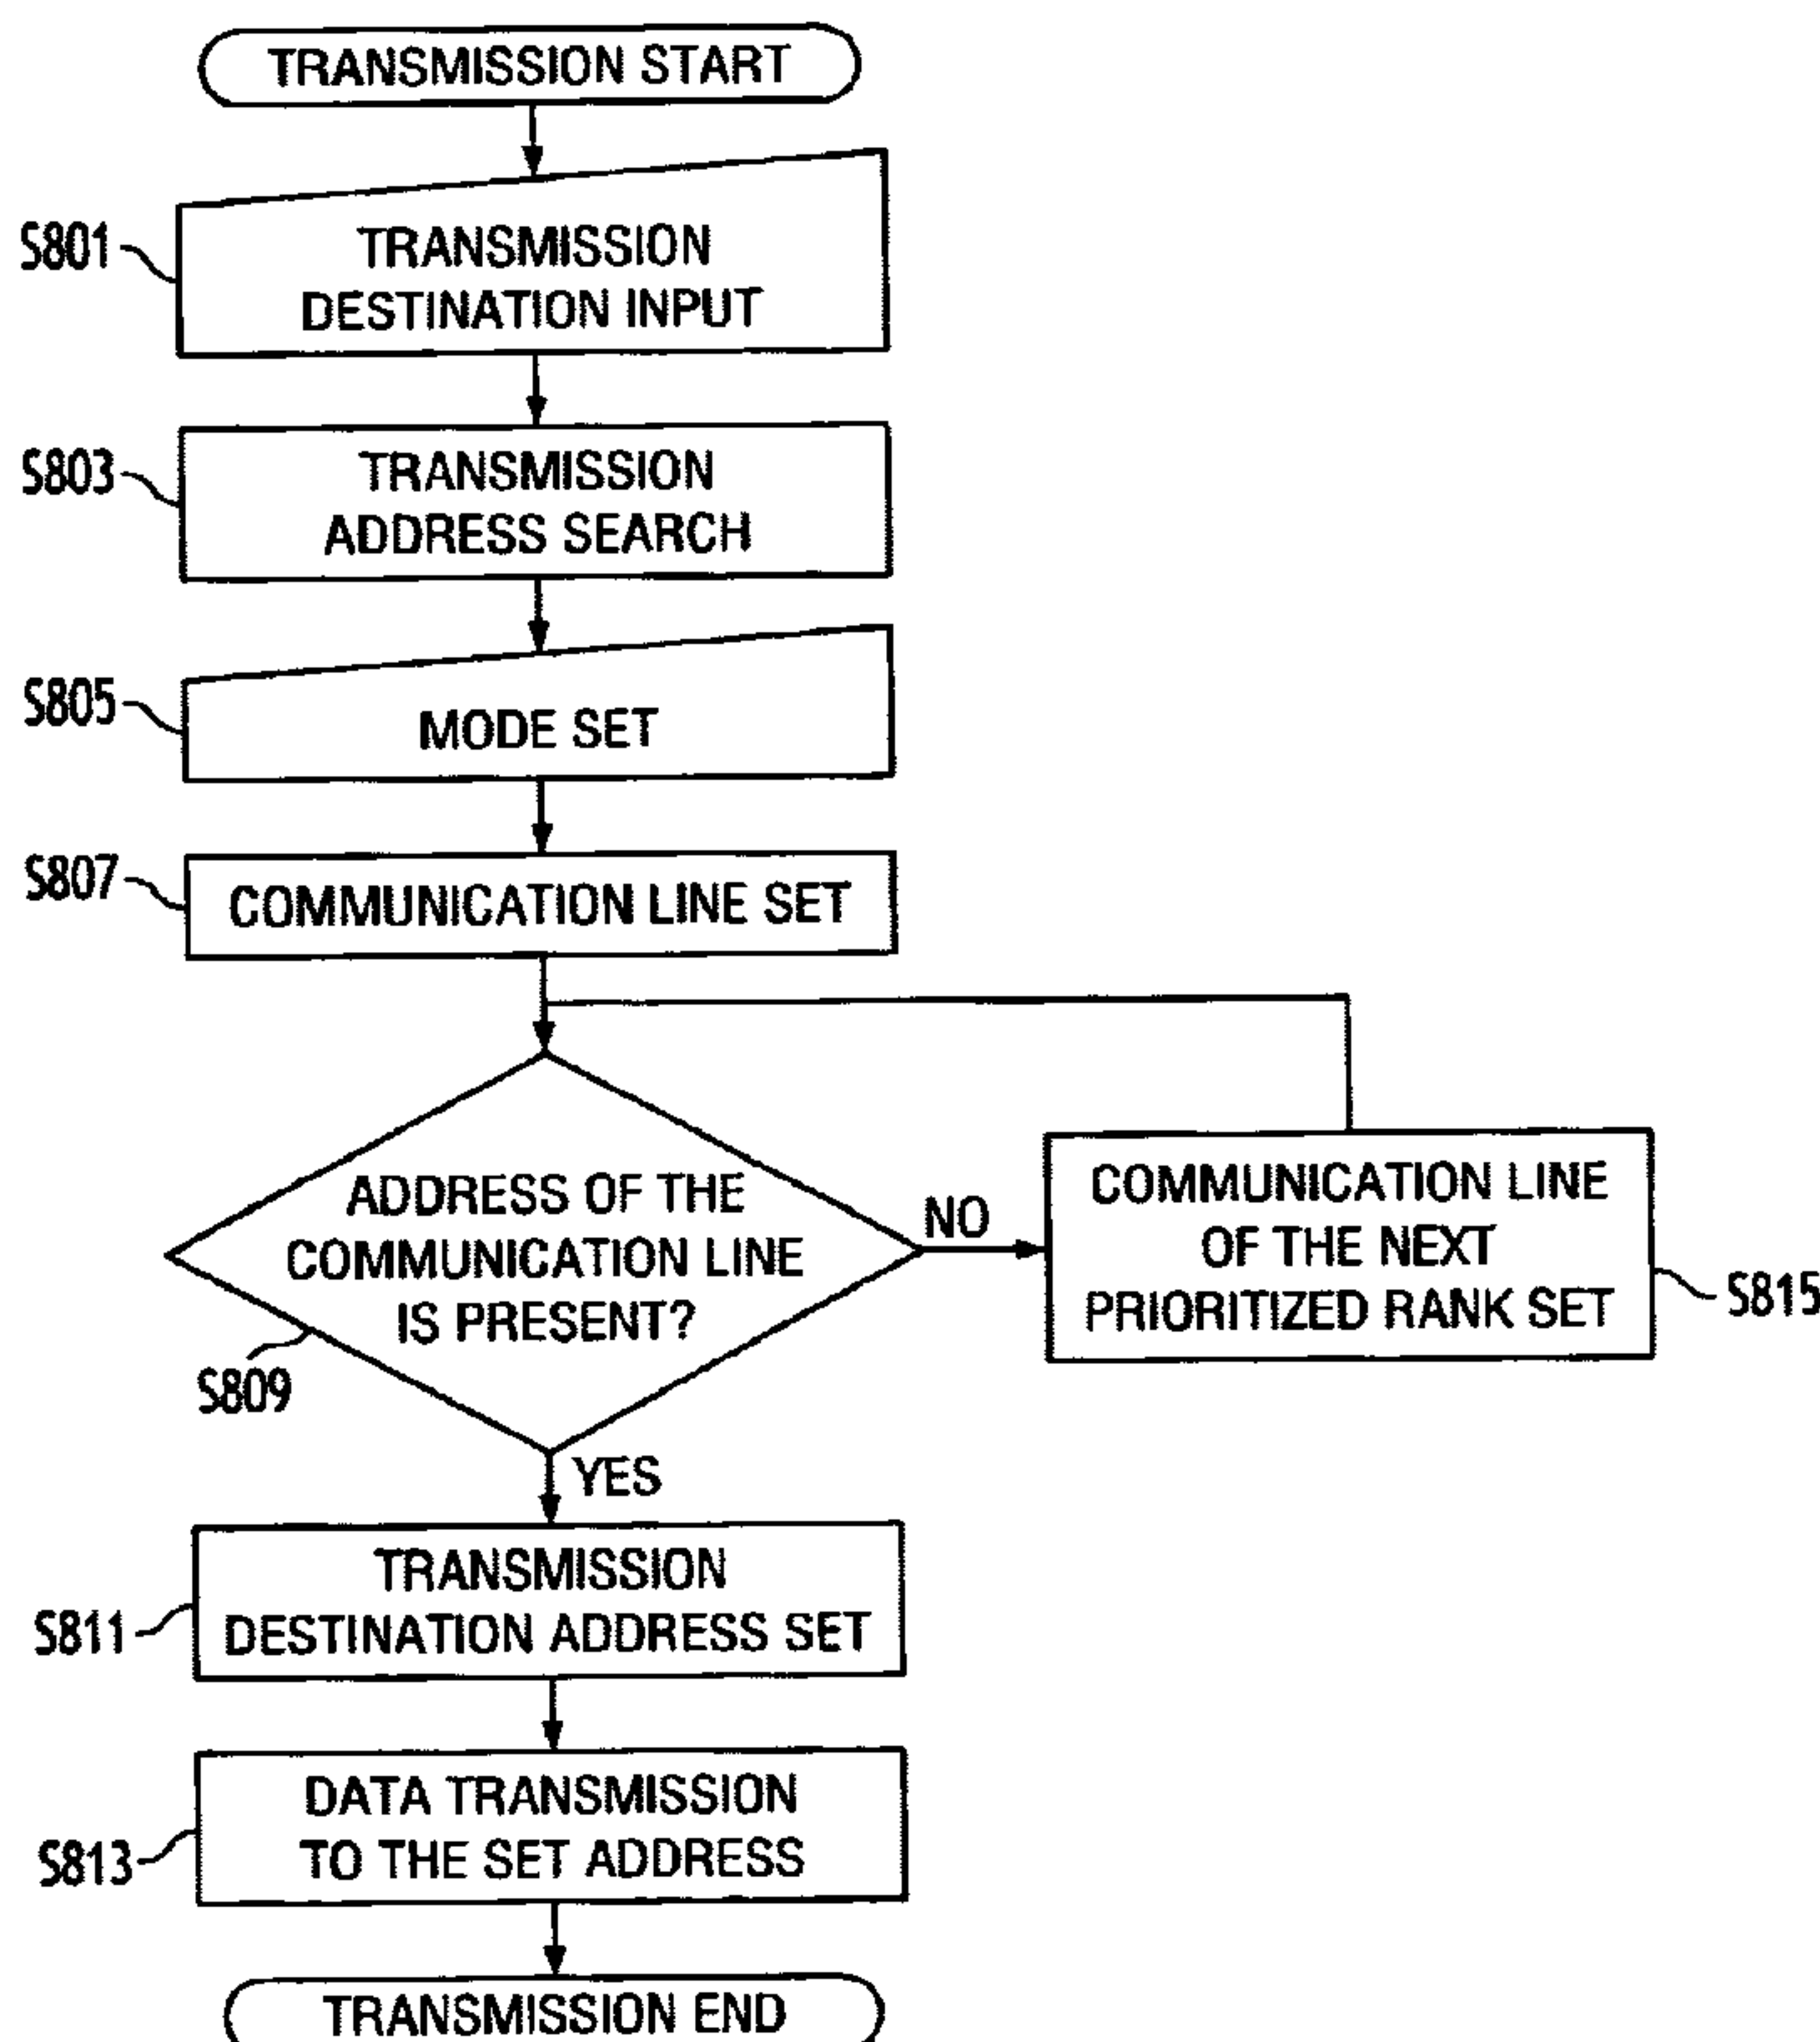 TRANSMISSION START
S801
TRANSMISSION
DESTINATION INPUT
S803
TRANSMISSION
ADDRESS SEARCH
S805
MODE SET
S807
COMMUNICATION LINE SET
ADDRESS OF THE
COMMUNICATION LINE
IS PRESENT?
S809
NO
COMMUNICATION LINE
OF THE NEXT
PRIORITIZED RANK SET
S815
YES
TRANSMISSION
DESTINATION ADDRESS SET
S811
DATA TRANSMISSION
TO THE SET ADDRESS
S813
TRANSMISSION END